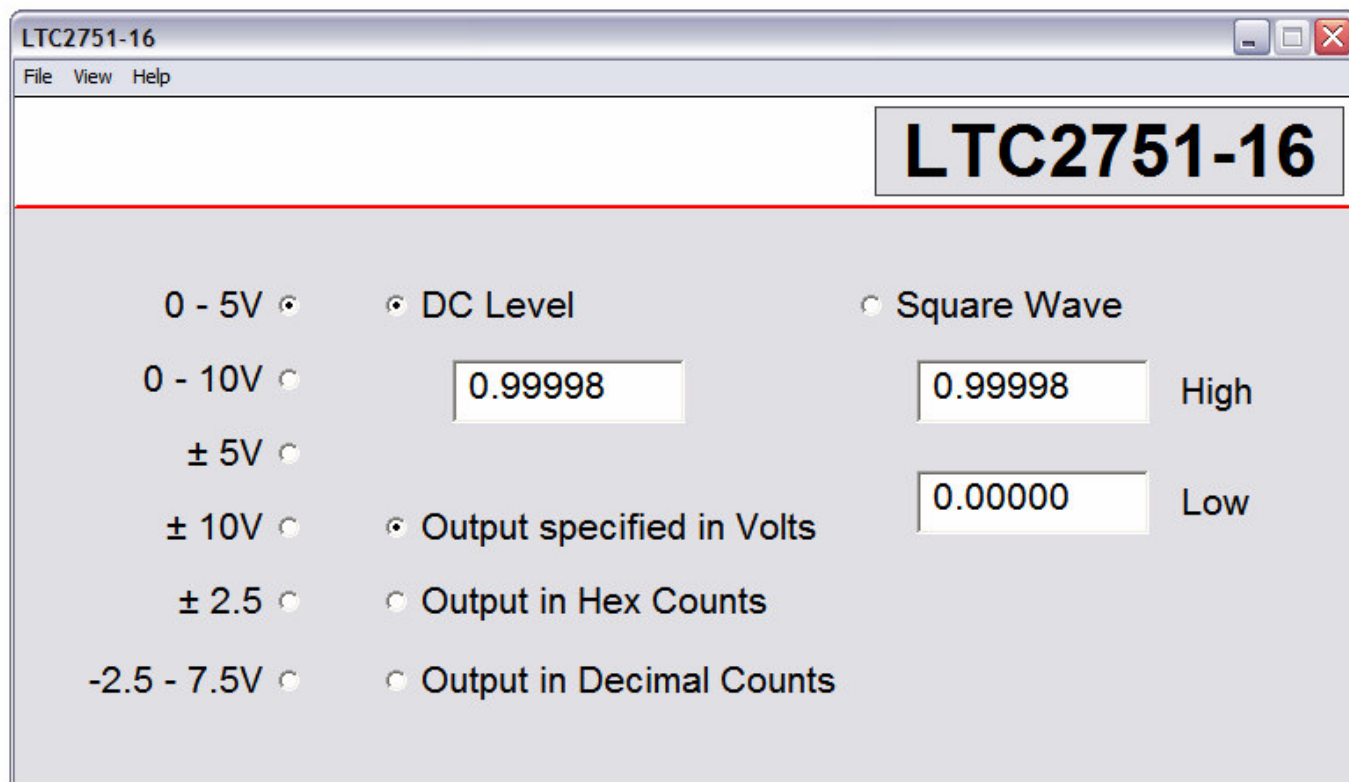 LTC2751-16
File View Help
LTC2751-16
0 - 5V
DC Level
Square Wave
0 - 10V
0.99998
0.99998
High
± 5V
0.00000
Low
± 10V
Output specified in Volts
± 2.5
Output in Hex Counts
-2.5 - 7.5V
Output in Decimal Counts